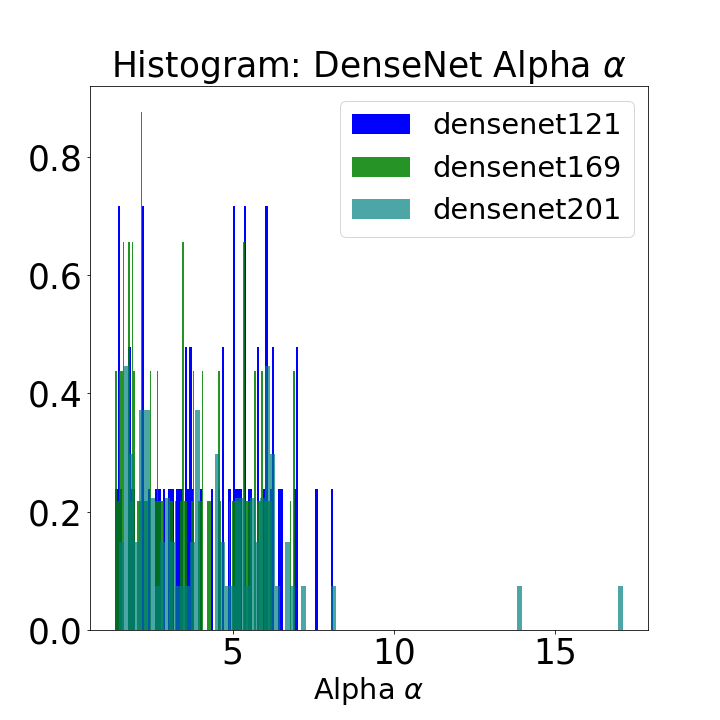 Histogram: DenseNet Alpha α
densenet121
densenet169
densenet201
0.8
0.6
0.4
0.2
0.0
5 10 15
Alpha α